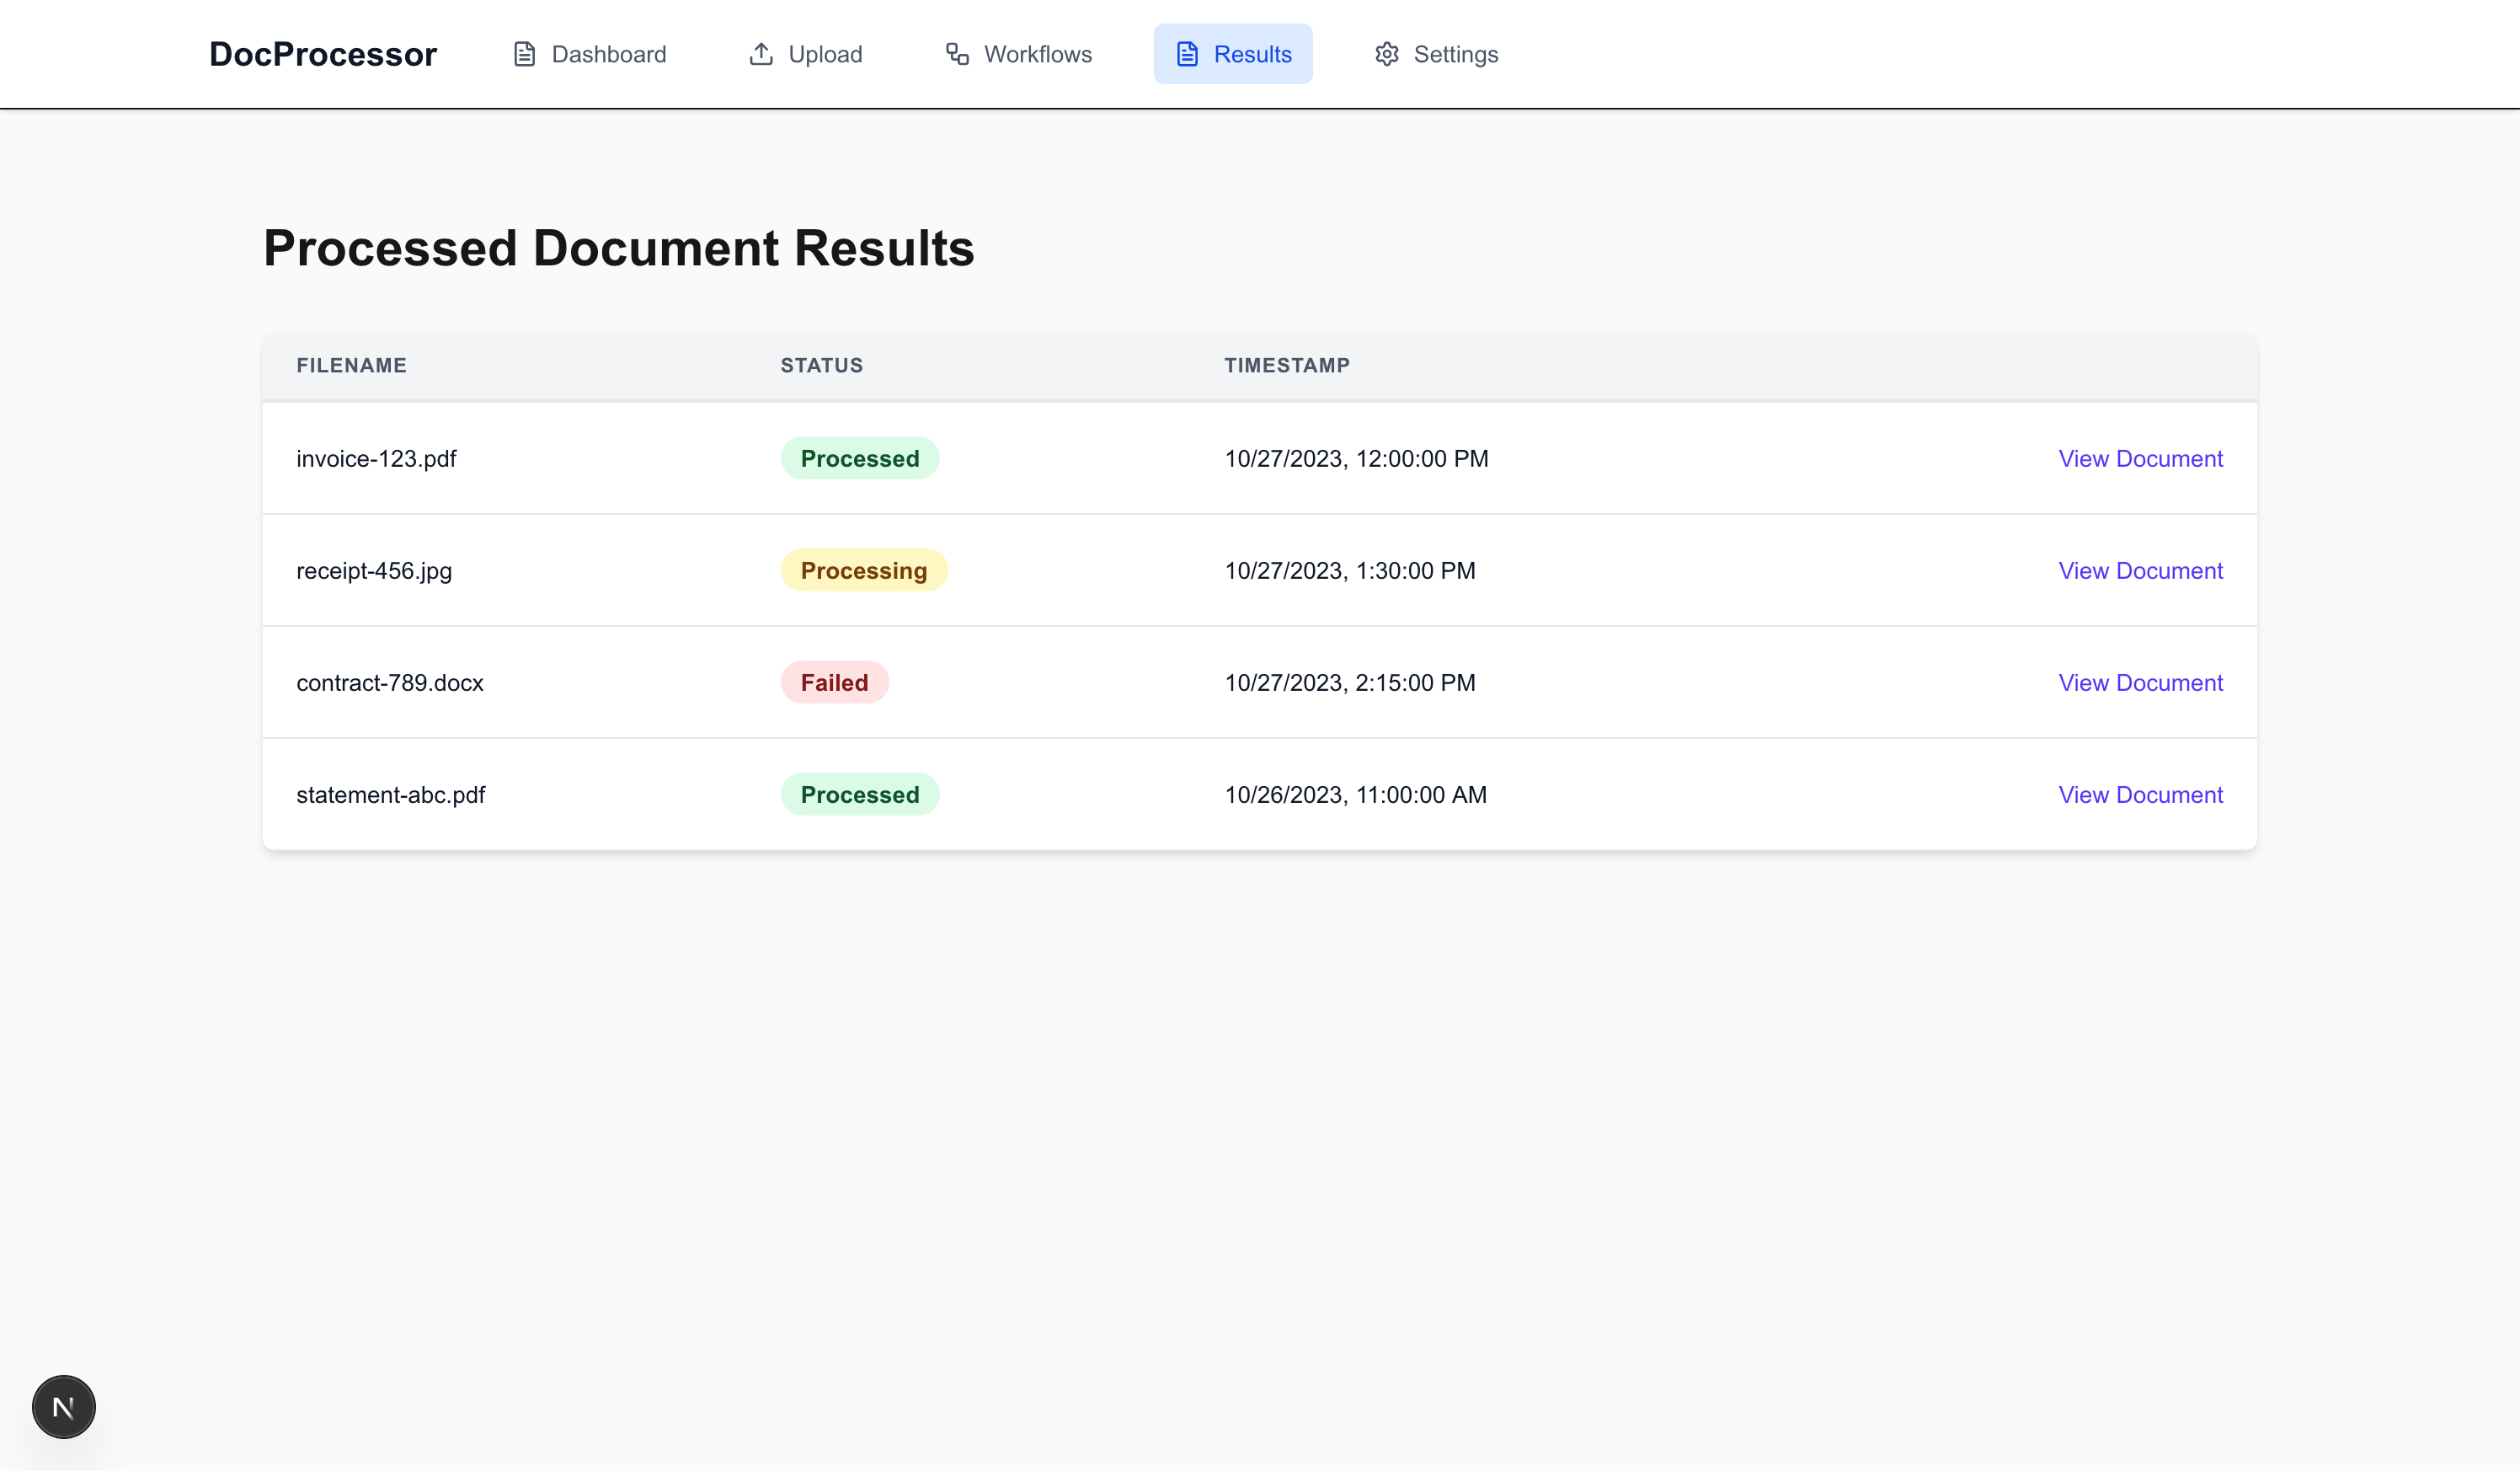 DocProcessor Dashboard Upload Workflows Results Settings
Processed Document Results
FILENAME STATUS TIMESTAMP
invoice-123.pdf Processed 10/27/2023, 12:00:00 PM View Document
receipt-456.jpg Processing 10/27/2023, 1:30:00 PM View Document
contract-789.docx Failed 10/27/2023, 2:15:00 PM View Document
statement-abc.pdf Processed 10/26/2023, 11:00:00 AM View Document
N